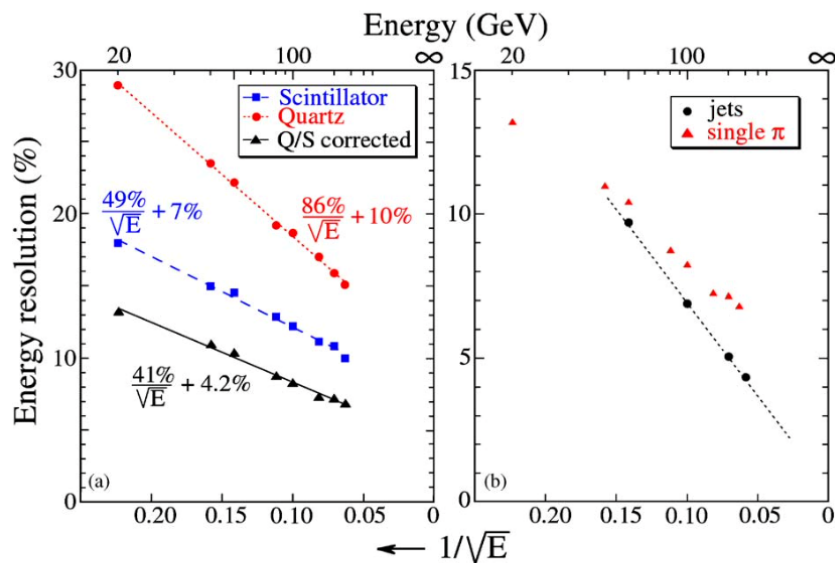 Energy (GeV)
20 100 ∞ 20 100 ∞
30
20
10
0
Energy resolution (%)
Scintillator
Quartz
Q/S corrected
49%/√E + 7%
86%/√E + 10%
41%/√E + 4.2%
(a)
0.20 0.15 0.10 0.05 0
15
10
5
0
jets
single π
(b)
0.20 0.15 0.10 0.05 0
← 1/√E